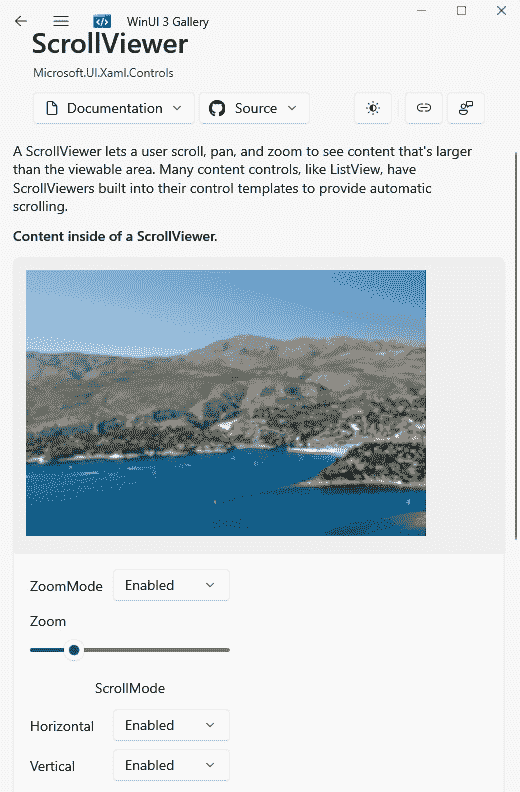 WinUI 3 Gallery
ScrollViewer
Microsoft.UI.Xaml.Controls
Documentation
Source
A ScrollViewer lets a user scroll, pan, and zoom to see content that's larger
than the viewable area. Many content controls, like ListView, have
ScrollViewers built into their control templates to provide automatic
scrolling.
Content inside of a ScrollViewer.
ZoomMode
Enabled
Zoom
ScrollMode
Horizontal
Enabled
Vertical
Enabled